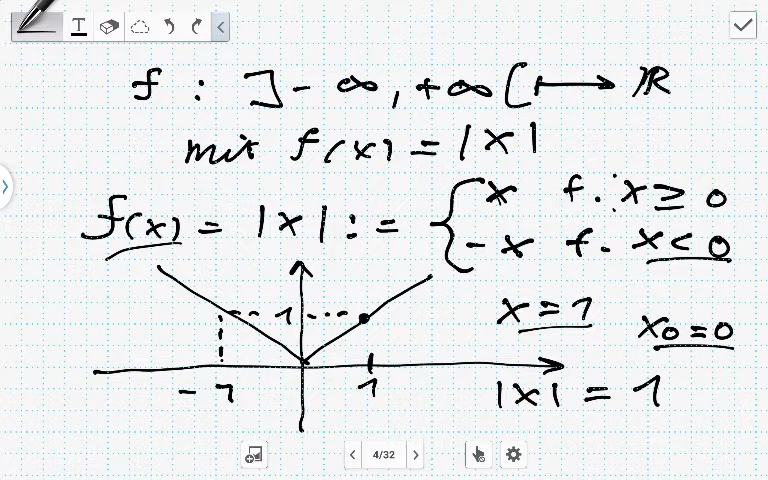 T
f : ]-∞, +∞[ ↦ ℝ
mit f(x) = |x|
f(x) = |x| := { x f. x ≥ 0
-x f. x < 0
1
x = 1
x₀ = 0
-1 1
|x| = 1
4/32